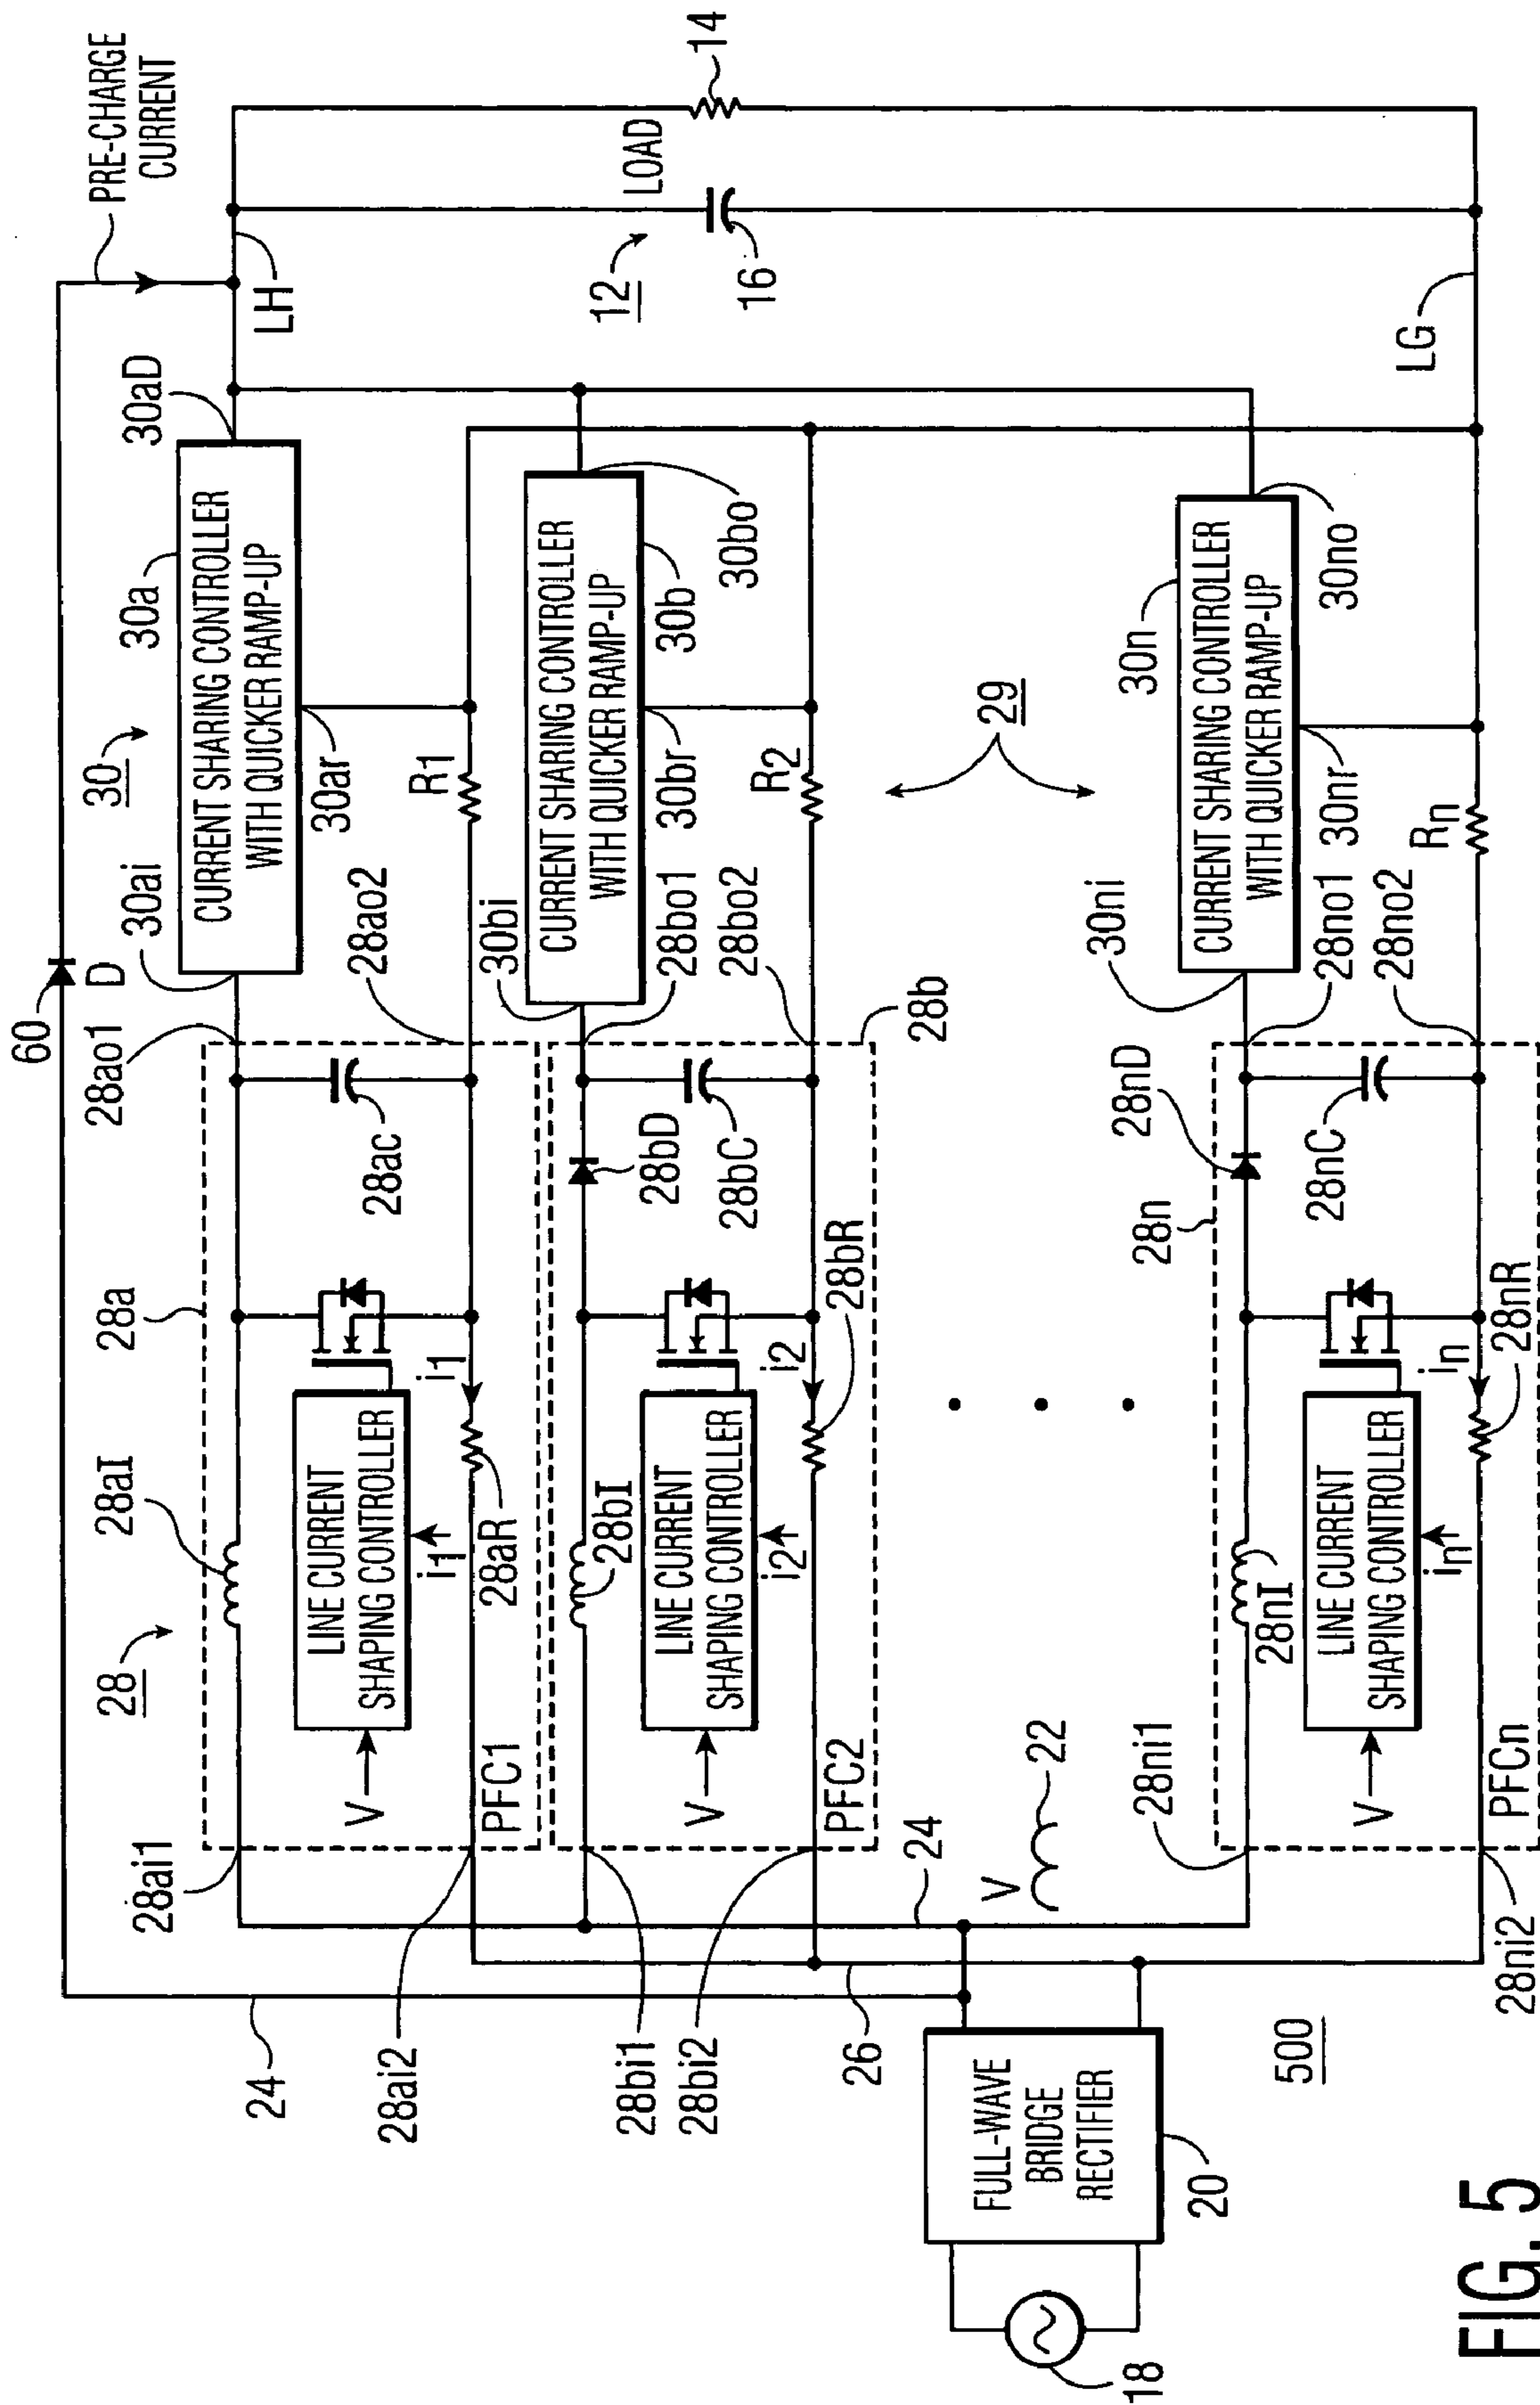 PRE-CHARGE
CURRENT
60
D
24
28
28aI
28a
28ao1
30ai
30
30a
30aD
LH
28ai1
V
LINE CURRENT
SHAPING CONTROLLER
i1
i1
28ac
28ao2
CURRENT SHARING CONTROLLER
WITH QUICKER RAMP-UP
30ar
R1
12
LOAD
14
16
28ai2
PFC1
28aR
28bI
28bD
30bi
28bo1
CURRENT SHARING CONTROLLER
WITH QUICKER RAMP-UP
30b
30bo
30br
28bi1
V
LINE CURRENT
SHAPING CONTROLLER
i2
i2
28bC
28bo2
R2
28bi2
PFC2
28bR
28b
29
26
24
V
22
18
FULL-WAVE
BRIDGE
RECTIFIER
20
28ni1
28n
28nD
30ni
30n
CURRENT SHARING CONTROLLER
WITH QUICKER RAMP-UP
30no
30nr
28nI
V
LINE CURRENT
SHAPING CONTROLLER
in
in
28nC
28no1
28no2
Rn
LG
28ni2
PFCn
28nR
500
FIG. 5